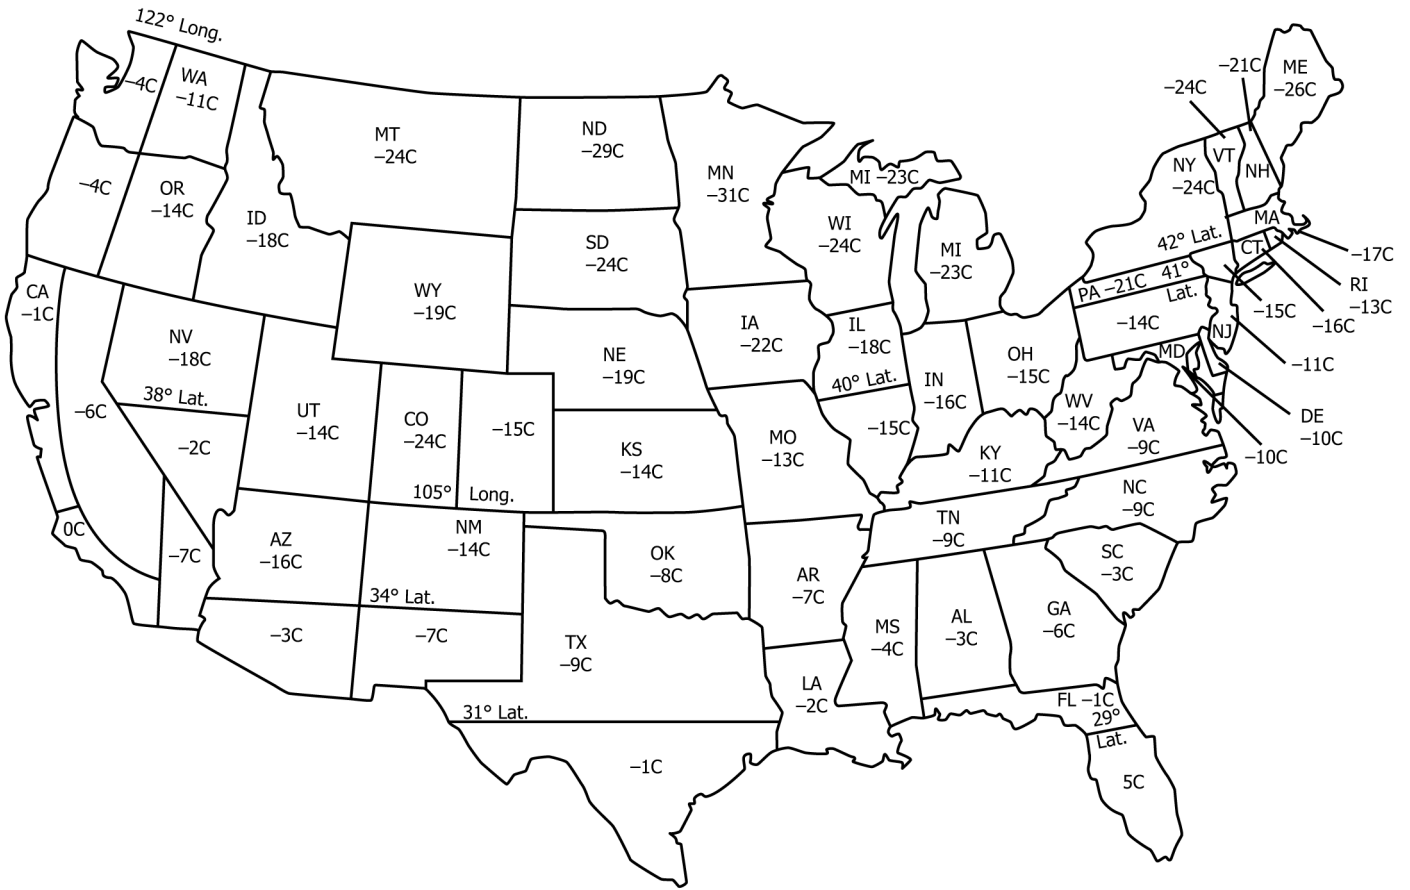 122° Long.
–4C
WA
–11C
–4C
OR
–14C
ID
–18C
MT
–24C
ND
–29C
MN
–31C
SD
–24C
WY
–19C
WI
–24C
MI –23C
MI
–23C
–24C
–21C
ME
–26C
VT
NH
NY
–24C
MA
42° Lat.
CT
–17C
RI
–13C
–16C
–15C
PA –21C 41°
Lat.
–14C
NJ
–11C
MD
DE
–10C
–10C
CA
–1C
–6C
0C
–7C
NV
–18C
38° Lat.
–2C
UT
–14C
CO
–24C
105° Long.
–15C
NE
–19C
IA
–22C
IL
–18C
40° Lat.
–15C
IN
–16C
OH
–15C
WV
–14C
VA
–9C
KY
–11C
KS
–14C
MO
–13C
AZ
–16C
–3C
NM
–14C
34° Lat.
–7C
OK
–8C
AR
–7C
TN
–9C
NC
–9C
SC
–3C
TX
–9C
31° Lat.
–1C
LA
–2C
MS
–4C
AL
–3C
GA
–6C
FL –1C
29°
Lat.
5C